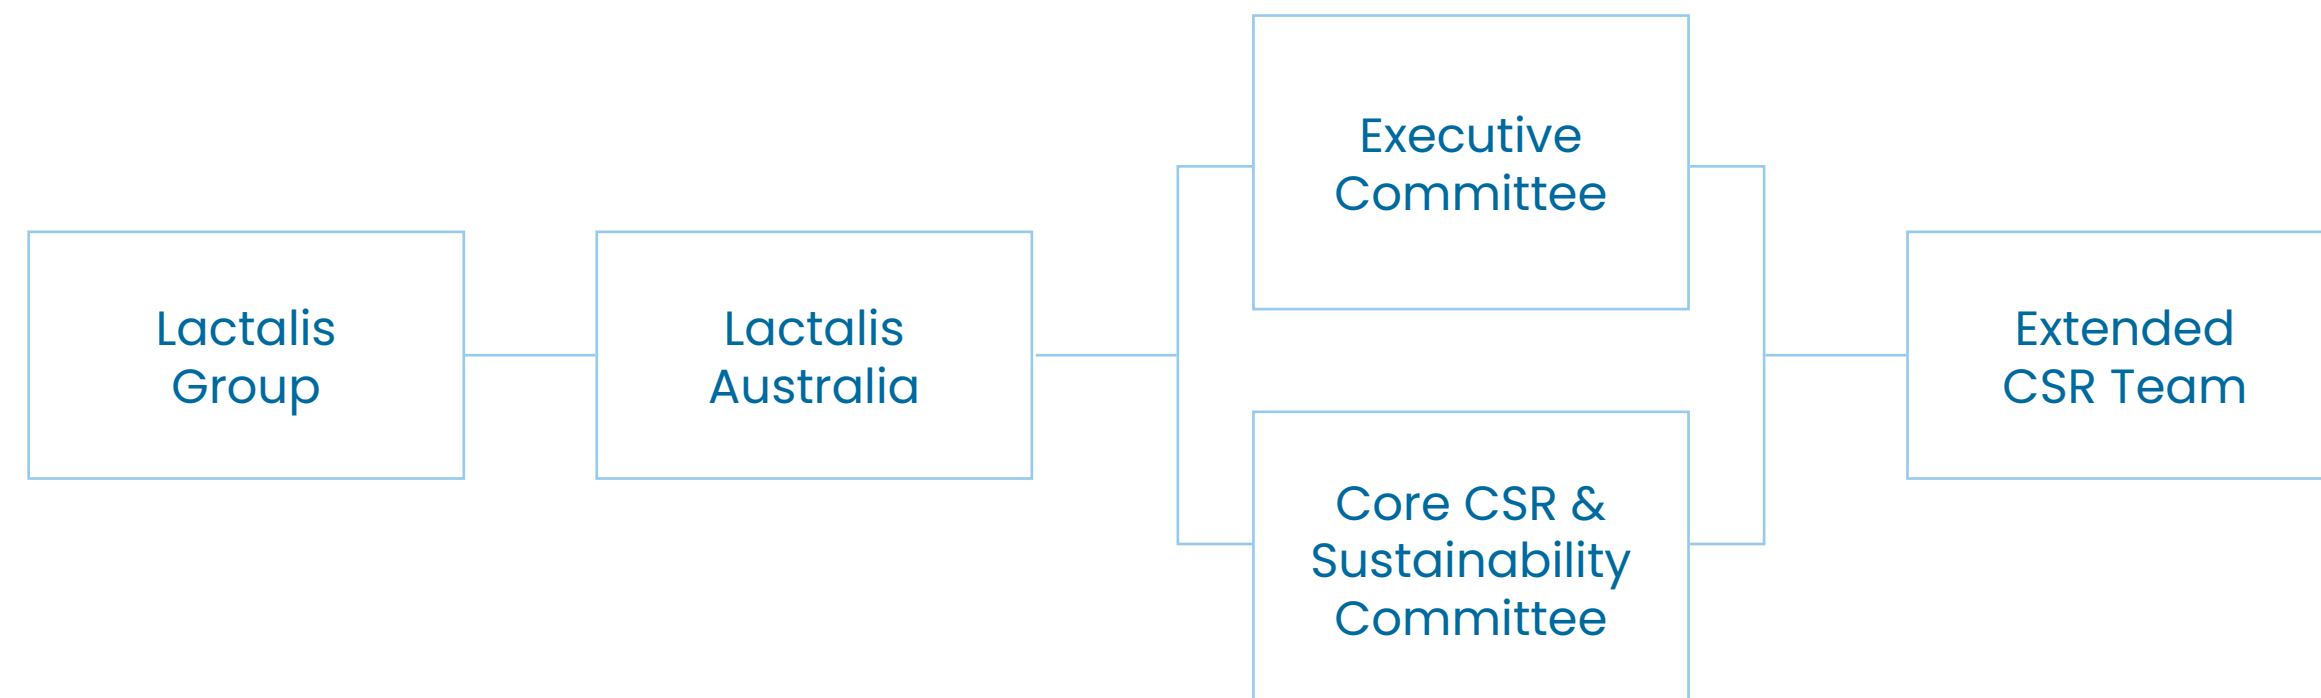 Lactalis
Group
Lactalis
Australia
Executive
Committee
Core CSR &
Sustainability
Committee
Extended
CSR Team